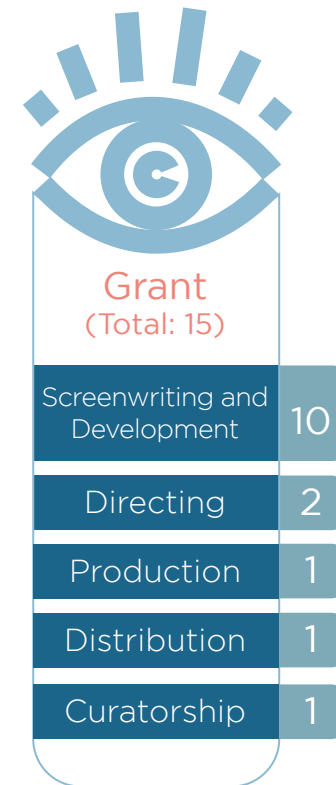 Grant
(Total: 15)
Screenwriting and
Development
10
Directing
2
Production
1
Distribution
1
Curatorship
1